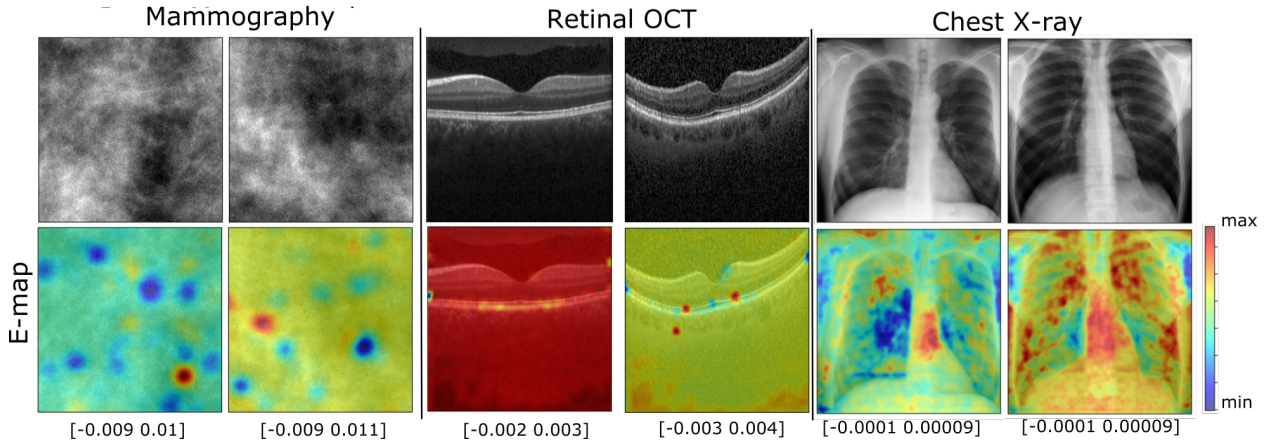 Mammography
Retinal OCT
Chest X-ray
E-map
max
min
[-0.009 0.01]
[-0.009 0.011]
[-0.002 0.003]
[-0.003 0.004]
[-0.0001 0.00009]
[-0.0001 0.00009]